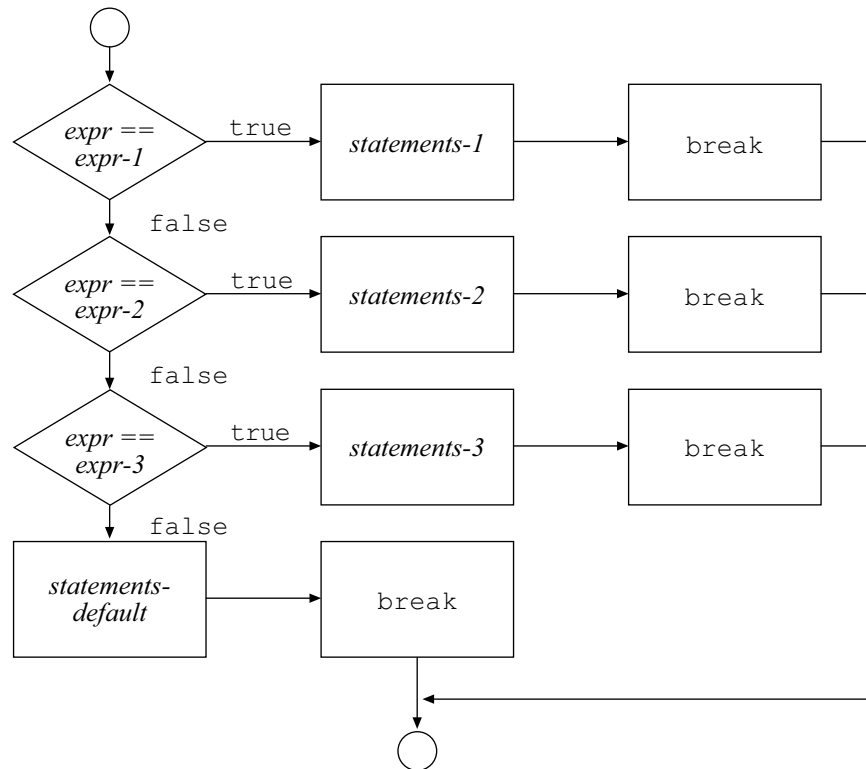 expr ==
expr-1
true
statements-1
break
false
expr ==
expr-2
true
statements-2
break
false
expr ==
expr-3
true
statements-3
break
false
statements-
default
break